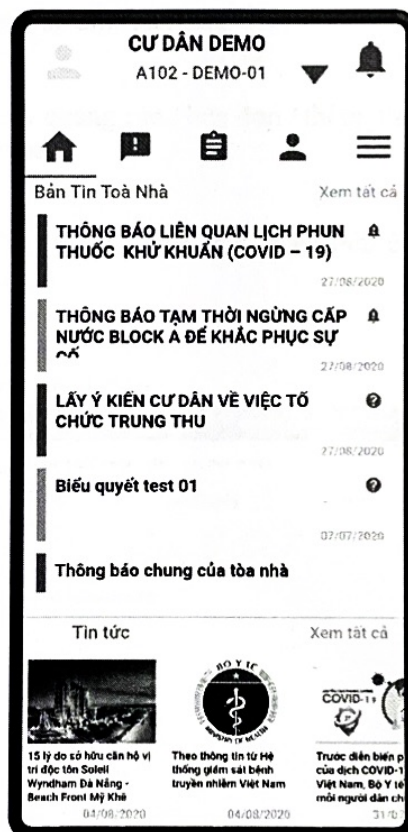 CƯ DÂN DEMO
A102 - DEMO-01
Bản Tin Toà Nhà
Xem tất cả
THÔNG BÁO LIÊN QUAN LỊCH PHUN
THUỐC KHỬ KHUẨN (COVID – 19)
27/08/2020
THÔNG BÁO TẠM THỜI NGỪNG CẤP
NƯỚC BLOCK A ĐỂ KHẮC PHỤC SỰ
CỐ
27/08/2020
LẤY Ý KIẾN CƯ DÂN VỀ VIỆC TỔ
CHỨC TRUNG THU
27/08/2020
Biểu quyết test 01
07/07/2020
Thông báo chung của tòa nhà
Tin tức
Xem tất cả
BỘ Y TẾ
MINISTRY OF HEALTH
COVID-19
15 lý do sở hữu căn hộ vị
trí độc tôn Soleil
Wyndham Đà Nẵng -
Beach Front Mỹ Khê
04/08/2020
Theo thông tin từ Hệ
thống giám sát bệnh
truyền nhiễm Việt Nam
04/08/2020
Trước diễn biến p
của dịch COVID-1
Việt Nam, Bộ Y tế
mỗi người dân ch
31/0